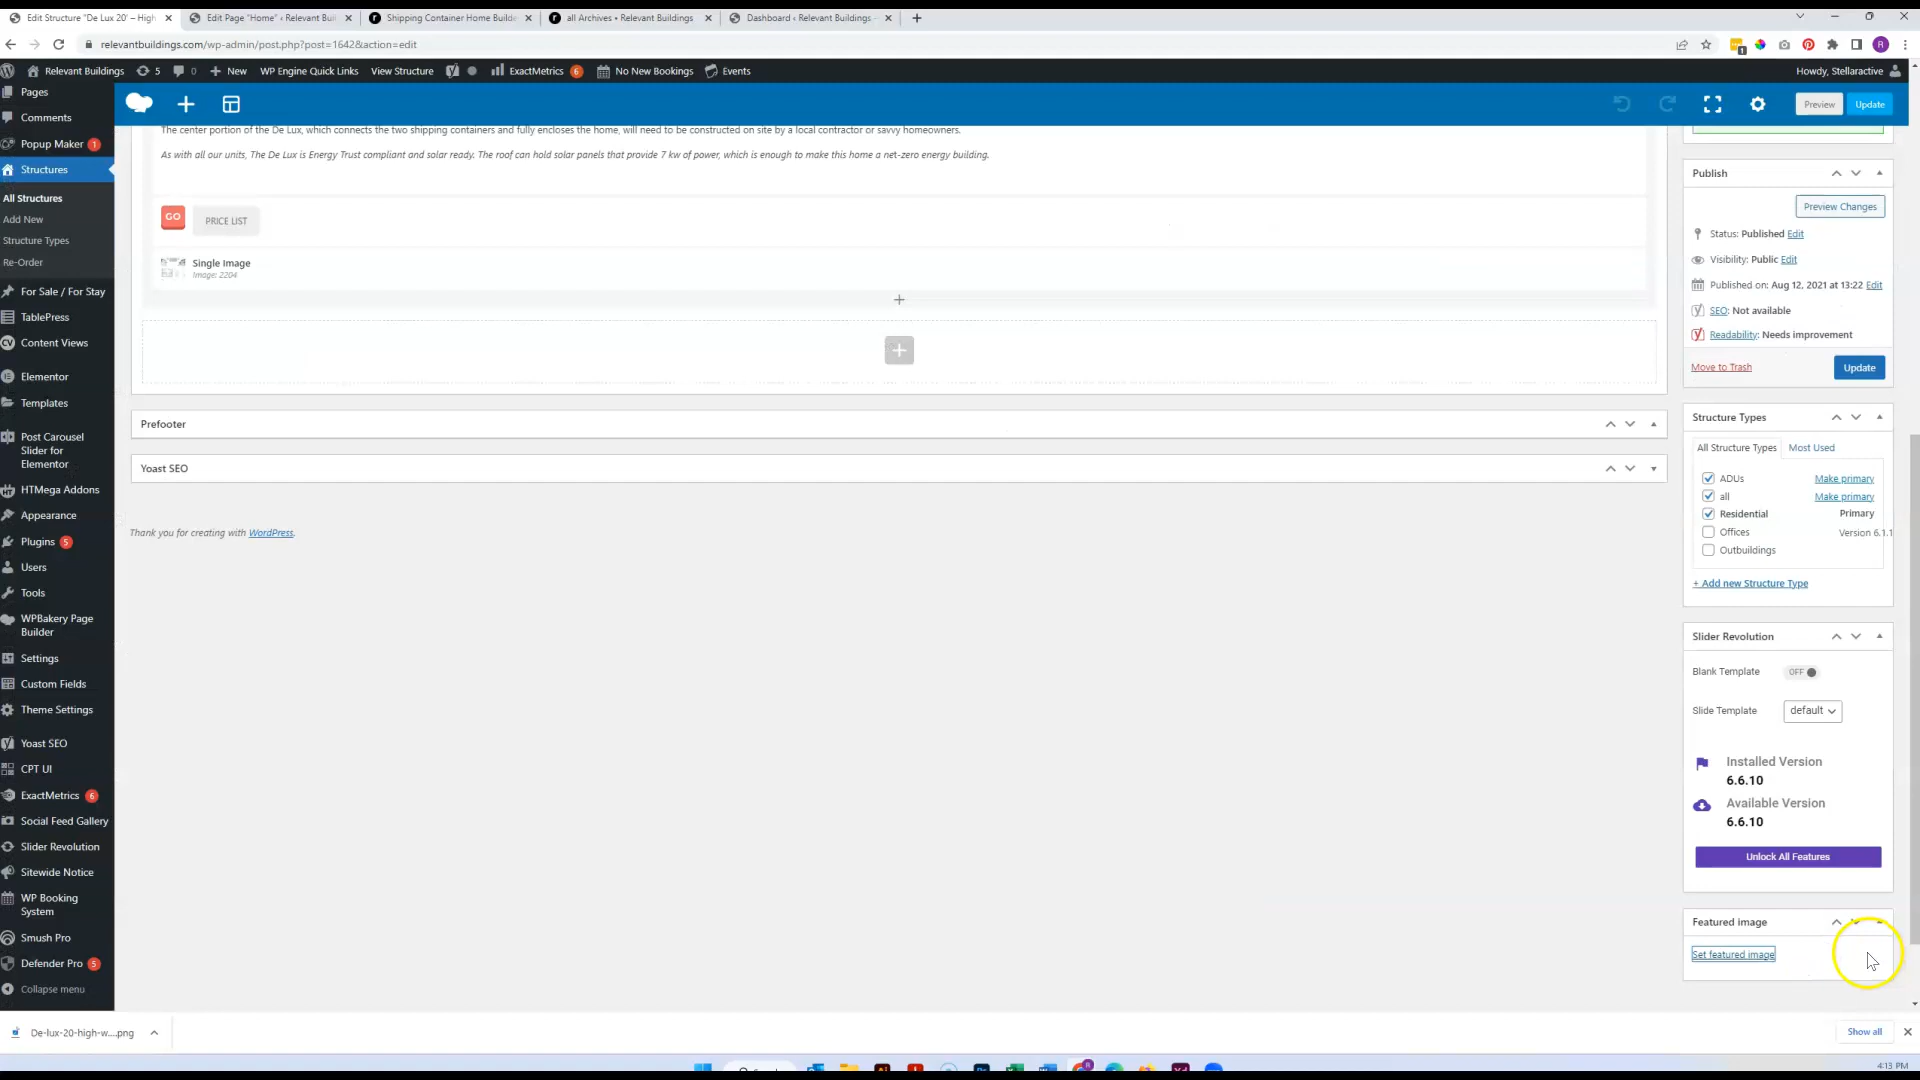 Edit Structure "De Lux 20' – High
Edit Page "Home" ‹ Relevant Buil
Shipping Container Home Builde
all Archives • Relevant Buildings
Dashboard ‹ Relevant Buildings —
relevantbuildings.com/wp-admin/post.php?post=1642&action=edit
Relevant Buildings
5
0
New
WP Engine Quick Links
View Structure
ExactMetrics 6
No New Bookings
Events
Howdy, Stellaractive
Pages
Comments
Popup Maker 1
Structures
All Structures
Add New
Structure Types
Re-Order
For Sale / For Stay
TablePress
Content Views
Elementor
Templates
Post Carousel
Slider for
Elementor
HTMega Addons
Appearance
Plugins 5
Users
Tools
WPBakery Page
Builder
Settings
Custom Fields
Theme Settings
Yoast SEO
CPT UI
ExactMetrics 6
Social Feed Gallery
Slider Revolution
Sitewide Notice
WP Booking
System
Smush Pro
Defender Pro 5
Collapse menu
Preview
Update
The center portion of the De Lux, which connects the two shipping containers and fully encloses the home, will need to be constructed on site by a local contractor or savvy homeowners.
As with all our units, The De Lux is Energy Trust compliant and solar ready. The roof can hold solar panels that provide 7 kw of power, which is enough to make this home a net-zero energy building.
GO
PRICE LIST
Single Image
Image: 2204
Prefooter
Yoast SEO
Thank you for creating with WordPress.
Version 6.1.1
Publish
Preview Changes
Status: Published Edit
Visibility: Public Edit
Published on: Aug 12, 2021 at 13:22 Edit
SEO: Not available
Readability: Needs improvement
Move to Trash
Update
Structure Types
All Structure Types
Most Used
ADUs Make primary
all Make primary
Residential Primary
Offices
Outbuildings
+ Add new Structure Type
Slider Revolution
Blank Template OFF
Slide Template default
Installed Version
6.6.10
Available Version
6.6.10
Unlock All Features
Featured image
Set featured image
De-lux-20-high-w....png
Show all
4:13 PM